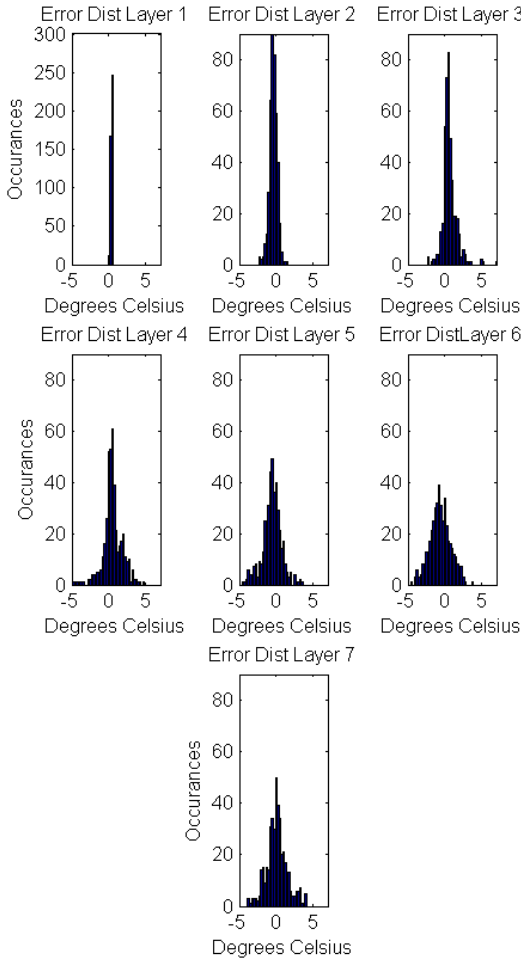 Error Dist Layer 1
Error Dist Layer 2
Error Dist Layer 3
300
250
200
150
100
50
0
80
60
40
20
0
80
60
40
20
0
Occurances
-5 0 5
-5 0 5
-5 0 5
Degrees Celsius
Degrees Celsius
Degrees Celsius
Error Dist Layer 4
Error Dist Layer 5
Error DistLayer 6
80
60
40
20
0
80
60
40
20
0
80
60
40
20
0
Occurances
-5 0 5
-5 0 5
-5 0 5
Degrees Celsius
Degrees Celsius
Degrees Celsius
Error Dist Layer 7
80
60
40
20
0
Occurances
-5 0 5
Degrees Celsius